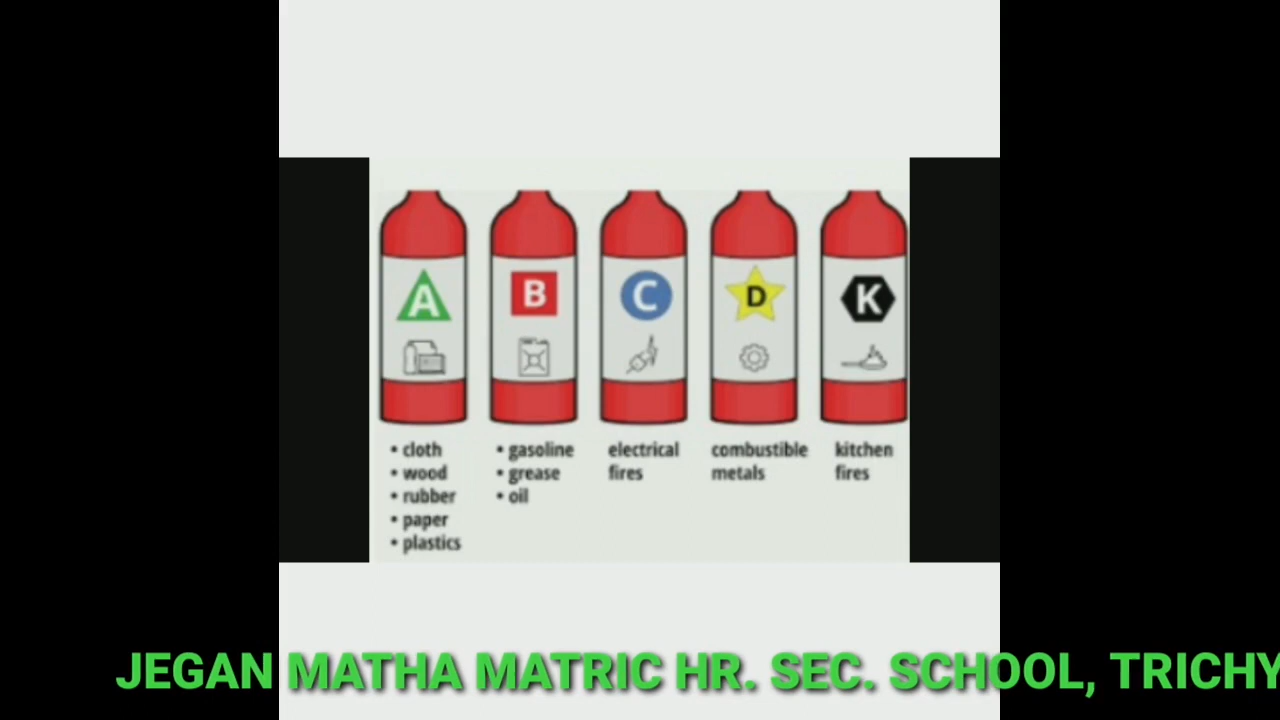 A
B
C
D
K
• cloth
• wood
• rubber
• paper
• plastics
• gasoline
• grease
• oil
electrical
fires
combustible
metals
kitchen
fires
JEGAN MATHA MATRIC HR. SEC. SCHOOL, TRICHY